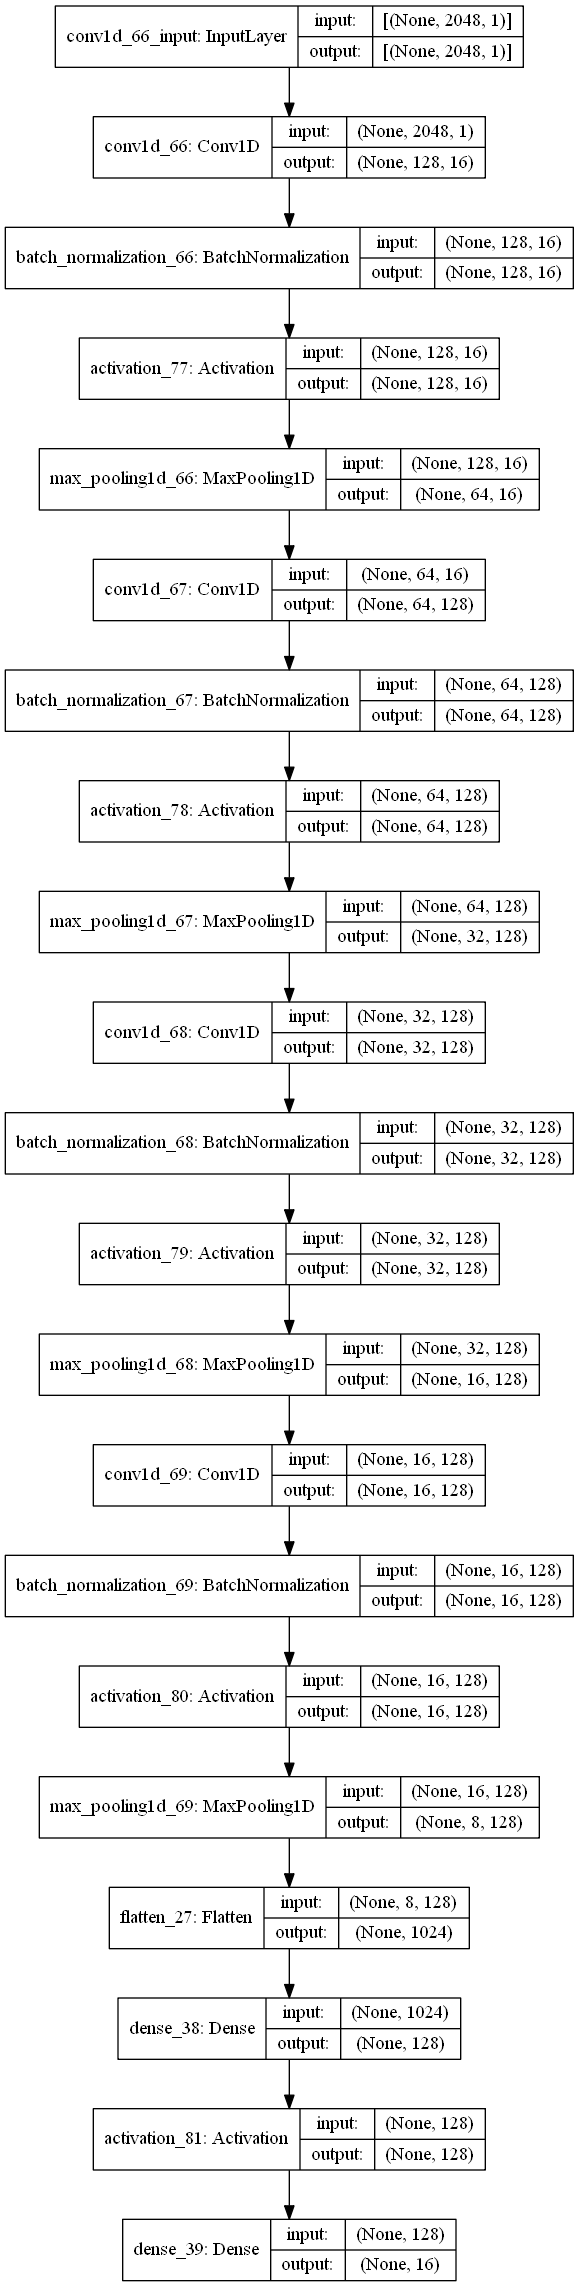 conv1d_66_input: InputLayer
input: [(None, 2048, 1)]
output: [(None, 2048, 1)]
conv1d_66: Conv1D
input: (None, 2048, 1)
output: (None, 128, 16)
batch_normalization_66: BatchNormalization
input: (None, 128, 16)
output: (None, 128, 16)
activation_77: Activation
input: (None, 128, 16)
output: (None, 128, 16)
max_pooling1d_66: MaxPooling1D
input: (None, 128, 16)
output: (None, 64, 16)
conv1d_67: Conv1D
input: (None, 64, 16)
output: (None, 64, 128)
batch_normalization_67: BatchNormalization
input: (None, 64, 128)
output: (None, 64, 128)
activation_78: Activation
input: (None, 64, 128)
output: (None, 64, 128)
max_pooling1d_67: MaxPooling1D
input: (None, 64, 128)
output: (None, 32, 128)
conv1d_68: Conv1D
input: (None, 32, 128)
output: (None, 32, 128)
batch_normalization_68: BatchNormalization
input: (None, 32, 128)
output: (None, 32, 128)
activation_79: Activation
input: (None, 32, 128)
output: (None, 32, 128)
max_pooling1d_68: MaxPooling1D
input: (None, 32, 128)
output: (None, 16, 128)
conv1d_69: Conv1D
input: (None, 16, 128)
output: (None, 16, 128)
batch_normalization_69: BatchNormalization
input: (None, 16, 128)
output: (None, 16, 128)
activation_80: Activation
input: (None, 16, 128)
output: (None, 16, 128)
max_pooling1d_69: MaxPooling1D
input: (None, 16, 128)
output: (None, 8, 128)
flatten_27: Flatten
input: (None, 8, 128)
output: (None, 1024)
dense_38: Dense
input: (None, 1024)
output: (None, 128)
activation_81: Activation
input: (None, 128)
output: (None, 128)
dense_39: Dense
input: (None, 128)
output: (None, 16)